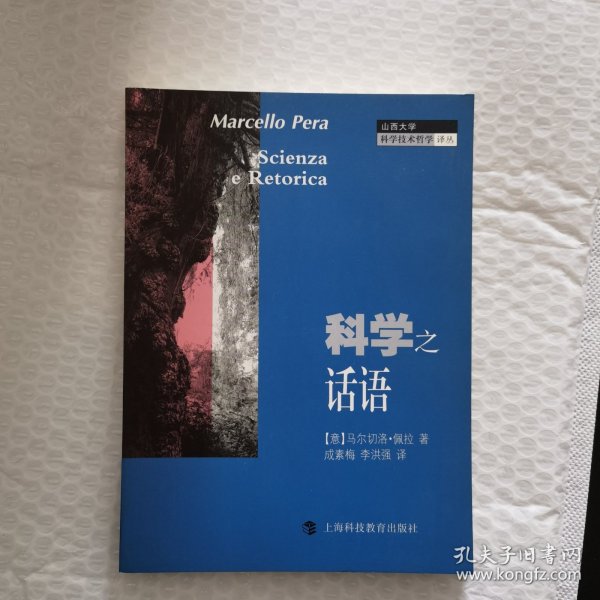 Marcello Pera
Scienza
e Retorica
山西大学
科学技术哲学 译丛
科学之
话语
【意】马尔切洛·佩拉 著
成素梅 李洪强 译
上海科技教育出版社
孔夫子旧书网
www.kongfz.com